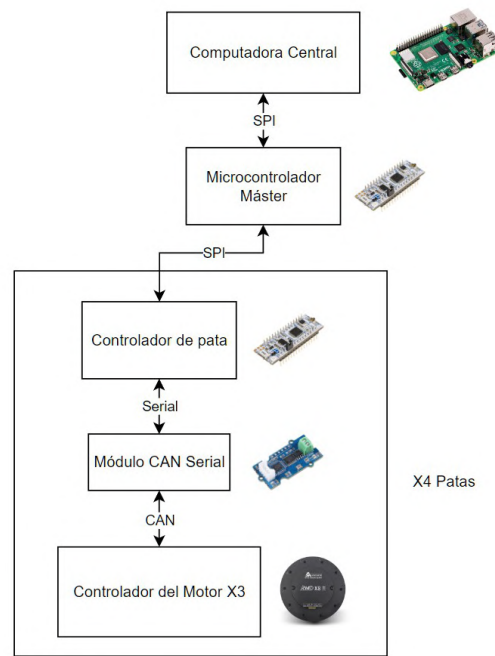 Computadora Central
SPI
Microcontrolador
Máster
SPI
Controlador de pata
Serial
Módulo CAN Serial
X4 Patas
CAN
Controlador del Motor X3